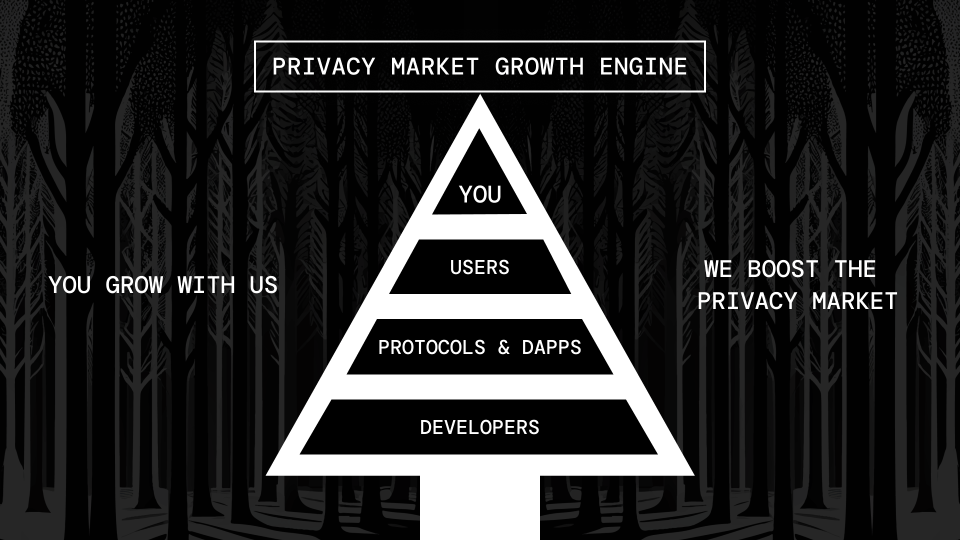 PRIVACY MARKET GROWTH ENGINE
YOU
USERS
PROTOCOLS & DAPPS
DEVELOPERS
YOU GROW WITH US
WE BOOST THE
PRIVACY MARKET